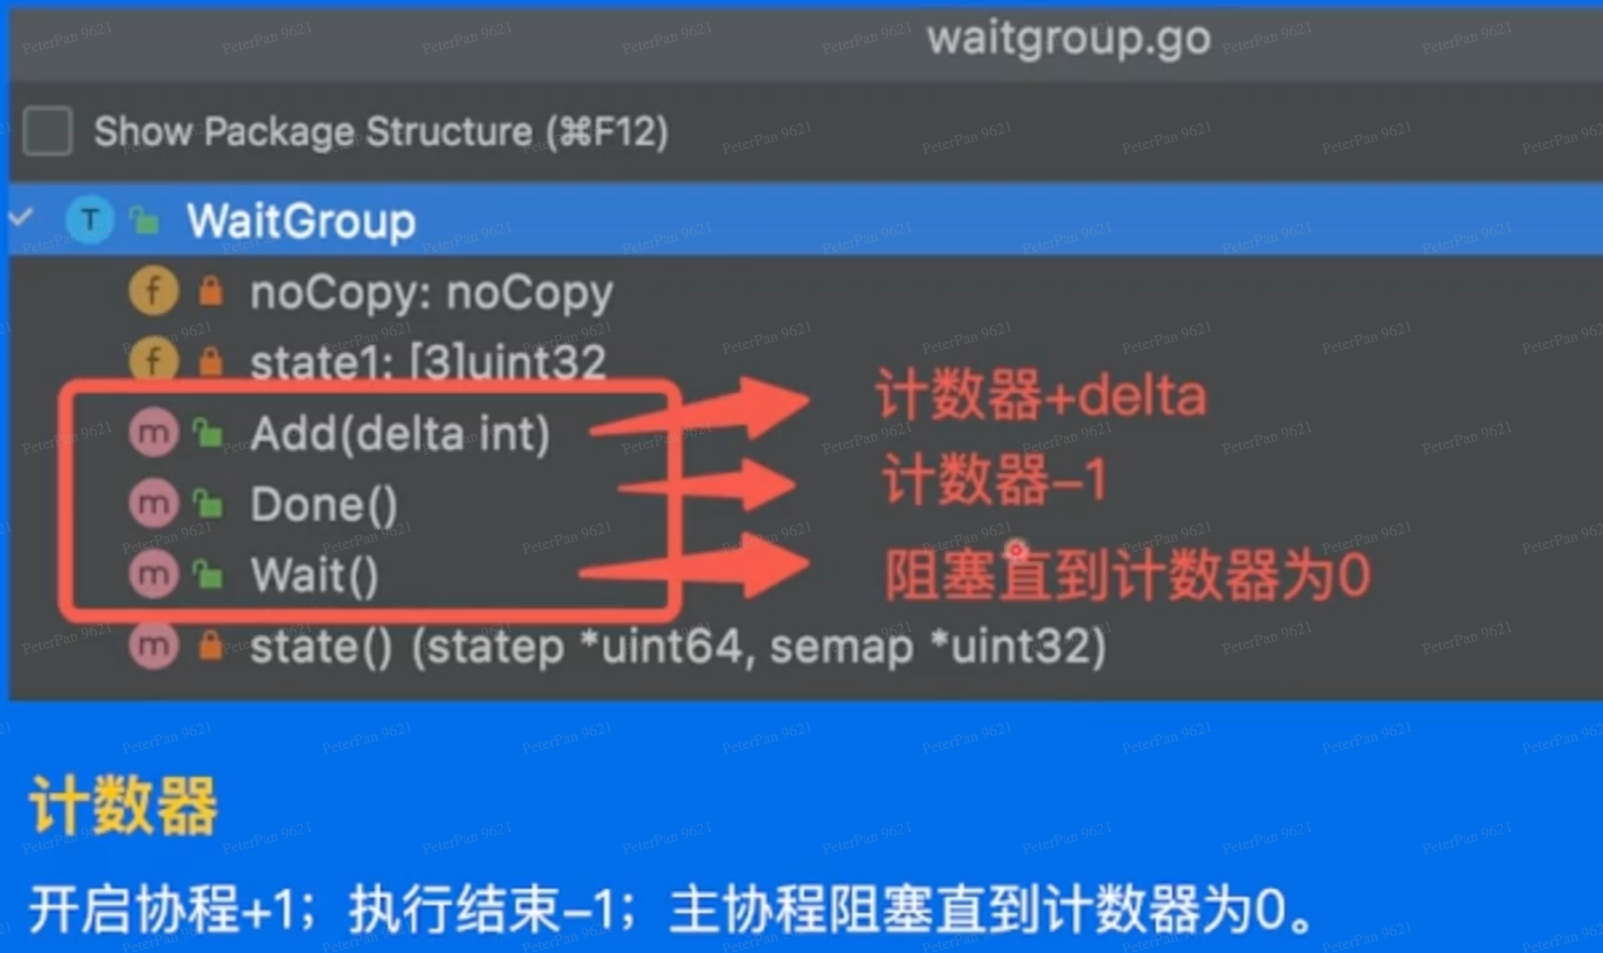 waitgroup.go
Show Package Structure (⌘F12)
T WaitGroup
f noCopy: noCopy
f state1: [3]uint32
m Add(delta int) 计数器+delta
m Done() 计数器-1
m Wait() 阻塞直到计数器为0
m state() (statep *uint64, semap *uint32)
计数器
开启协程+1；执行结束-1；主协程阻塞直到计数器为0。
PeterPan 9621